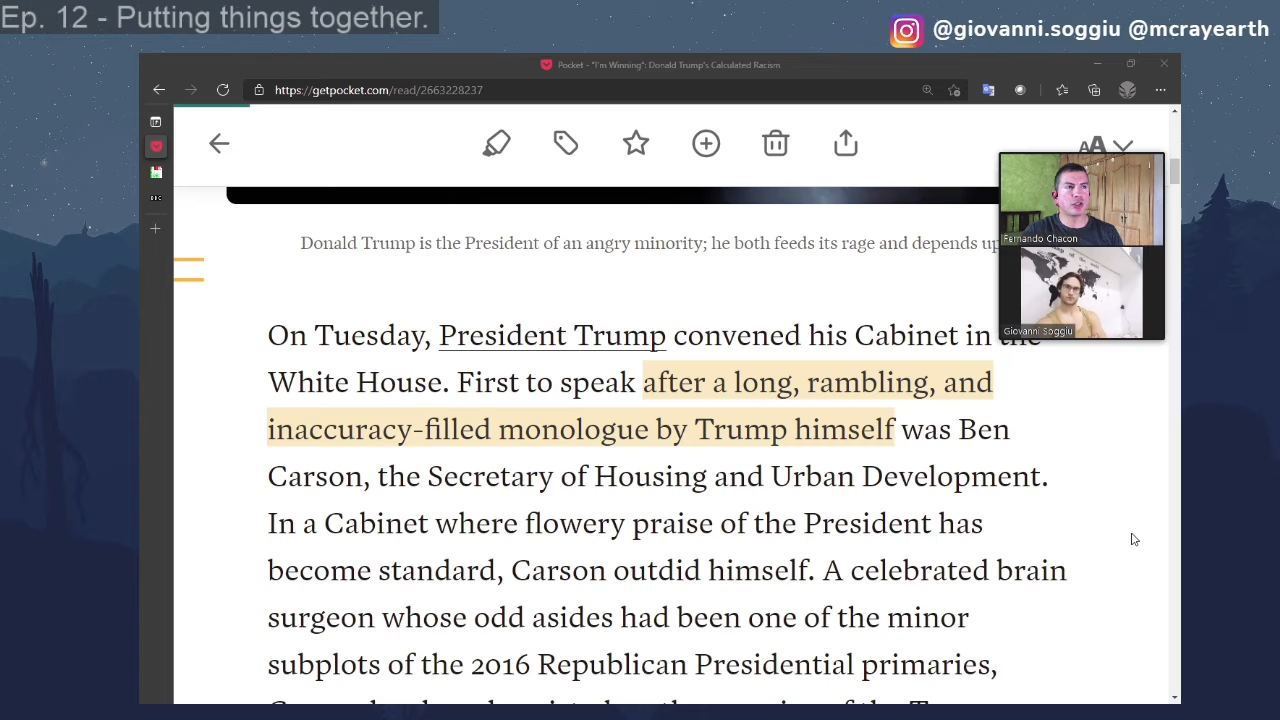 Ep. 12 - Putting things together.
@giovanni.soggiu @mcrayearth
Pocket - "I'm Winning": Donald Trump's Calculated Racism
https://getpocket.com/read/2663228237
AA
Fernando Chacon
Giovanni Soggiu
Donald Trump is the President of an angry minority; he both feeds its rage and depends
On Tuesday, President Trump convened his Cabinet in the
White House. First to speak after a long, rambling, and
inaccuracy-filled monologue by Trump himself was Ben
Carson, the Secretary of Housing and Urban Development.
In a Cabinet where flowery praise of the President has
become standard, Carson outdid himself. A celebrated brain
surgeon whose odd asides had been one of the minor
subplots of the 2016 Republican Presidential primaries,